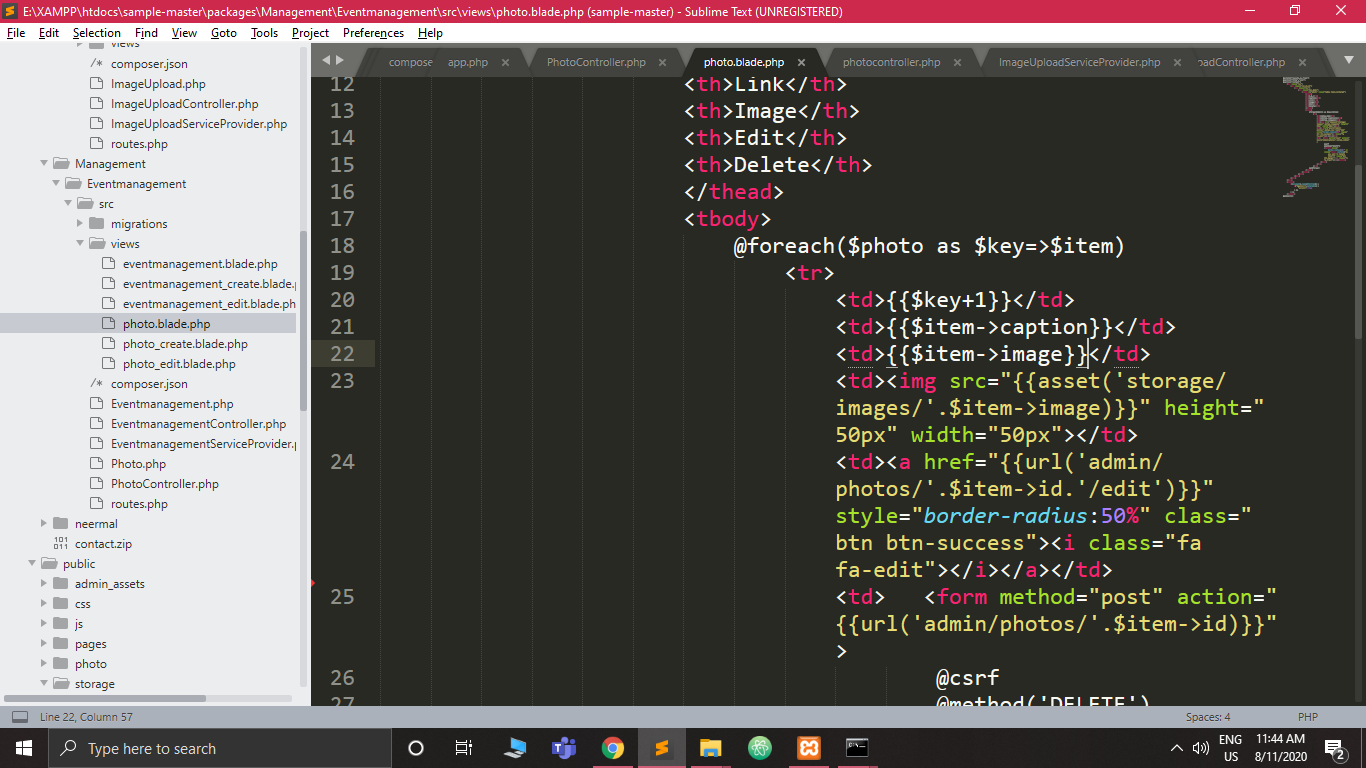 E:\XAMPP\htdocs\sample-master\packages\Management\Eventmanagement\src\views\photo.blade.php (sample-master) - Sublime Text (UNREGISTERED)
File Edit Selection Find View Goto Tools Project Preferences Help
compose app.php PhotoController.php photo.blade.php photocontroller.php ImageUploadServiceProvider.php oadController.php
views
composer.json
ImageUpload.php
ImageUploadController.php
ImageUploadServiceProvider.php
routes.php
Management
Eventmanagement
src
migrations
views
eventmanagement.blade.php
eventmanagement_create.blade.
eventmanagement_edit.blade.ph
photo.blade.php
photo_create.blade.php
photo_edit.blade.php
composer.json
Eventmanagement.php
EventmanagementController.php
EventmanagementServiceProvider.p
Photo.php
PhotoController.php
routes.php
neermal
contact.zip
public
admin_assets
css
js
pages
photo
storage
12 <th>Link</th>
13 <th>Image</th>
14 <th>Edit</th>
15 <th>Delete</th>
16 </thead>
17 <tbody>
18 @foreach($photo as $key=>$item)
19 <tr>
20 <td>{{$key+1}}</td>
21 <td>{{$item->caption}}</td>
22 <td>{{$item->image}}</td>
23 <td><img src="{{asset('storage/
images/'.$item->image)}}" height="
50px" width="50px"></td>
24 <td><a href="{{url('admin/
photos/'.$item->id.'/edit')}}"
style="border-radius:50%" class="
btn btn-success"><i class="fa
fa-edit"></i></a></td>
25 <td> <form method="post" action="
{{url('admin/photos/'.$item->id)}}"
>
26 @csrf
27 @method('DELETE')
Line 22, Column 57 Spaces: 4 PHP
Type here to search
ENG
US
11:44 AM
8/11/2020
2